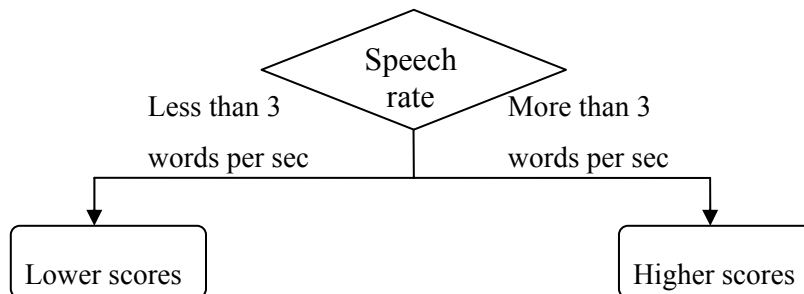 Speech
rate
Less than 3
words per sec
More than 3
words per sec
Lower scores
Higher scores